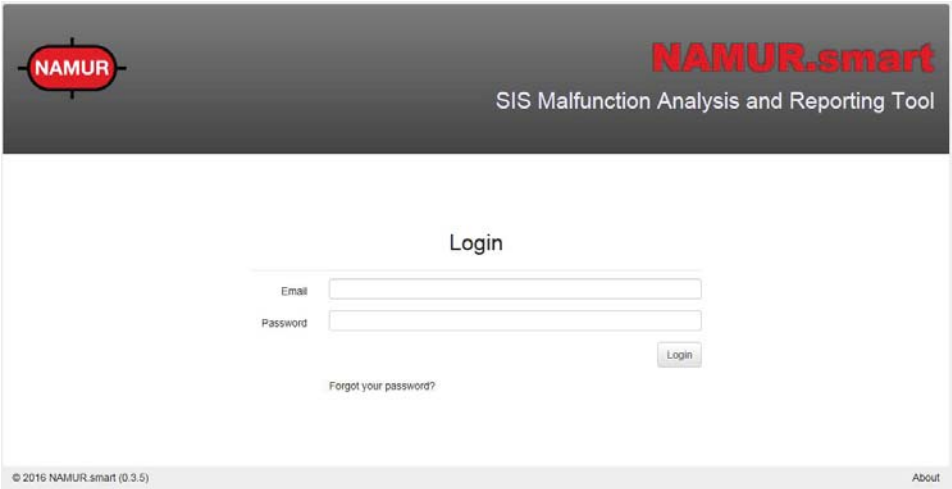 NAMUR
NAMUR.smart
SIS Malfunction Analysis and Reporting Tool
Login
Email
Password
Login
Forgot your password?
© 2016 NAMUR.smart (0.3.5)
About